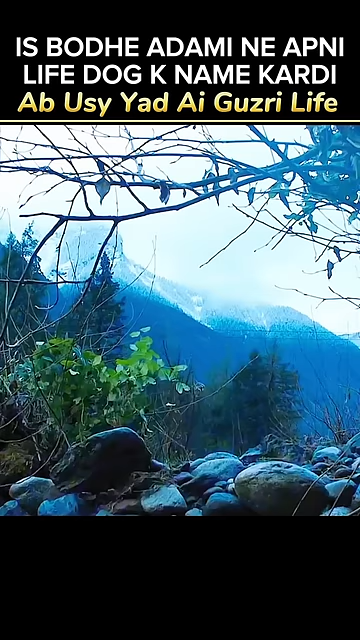 IS BODHE ADAMI NE APNI
LIFE DOG K NAME KARDI
Ab Usy Yad Ai Guzri Life